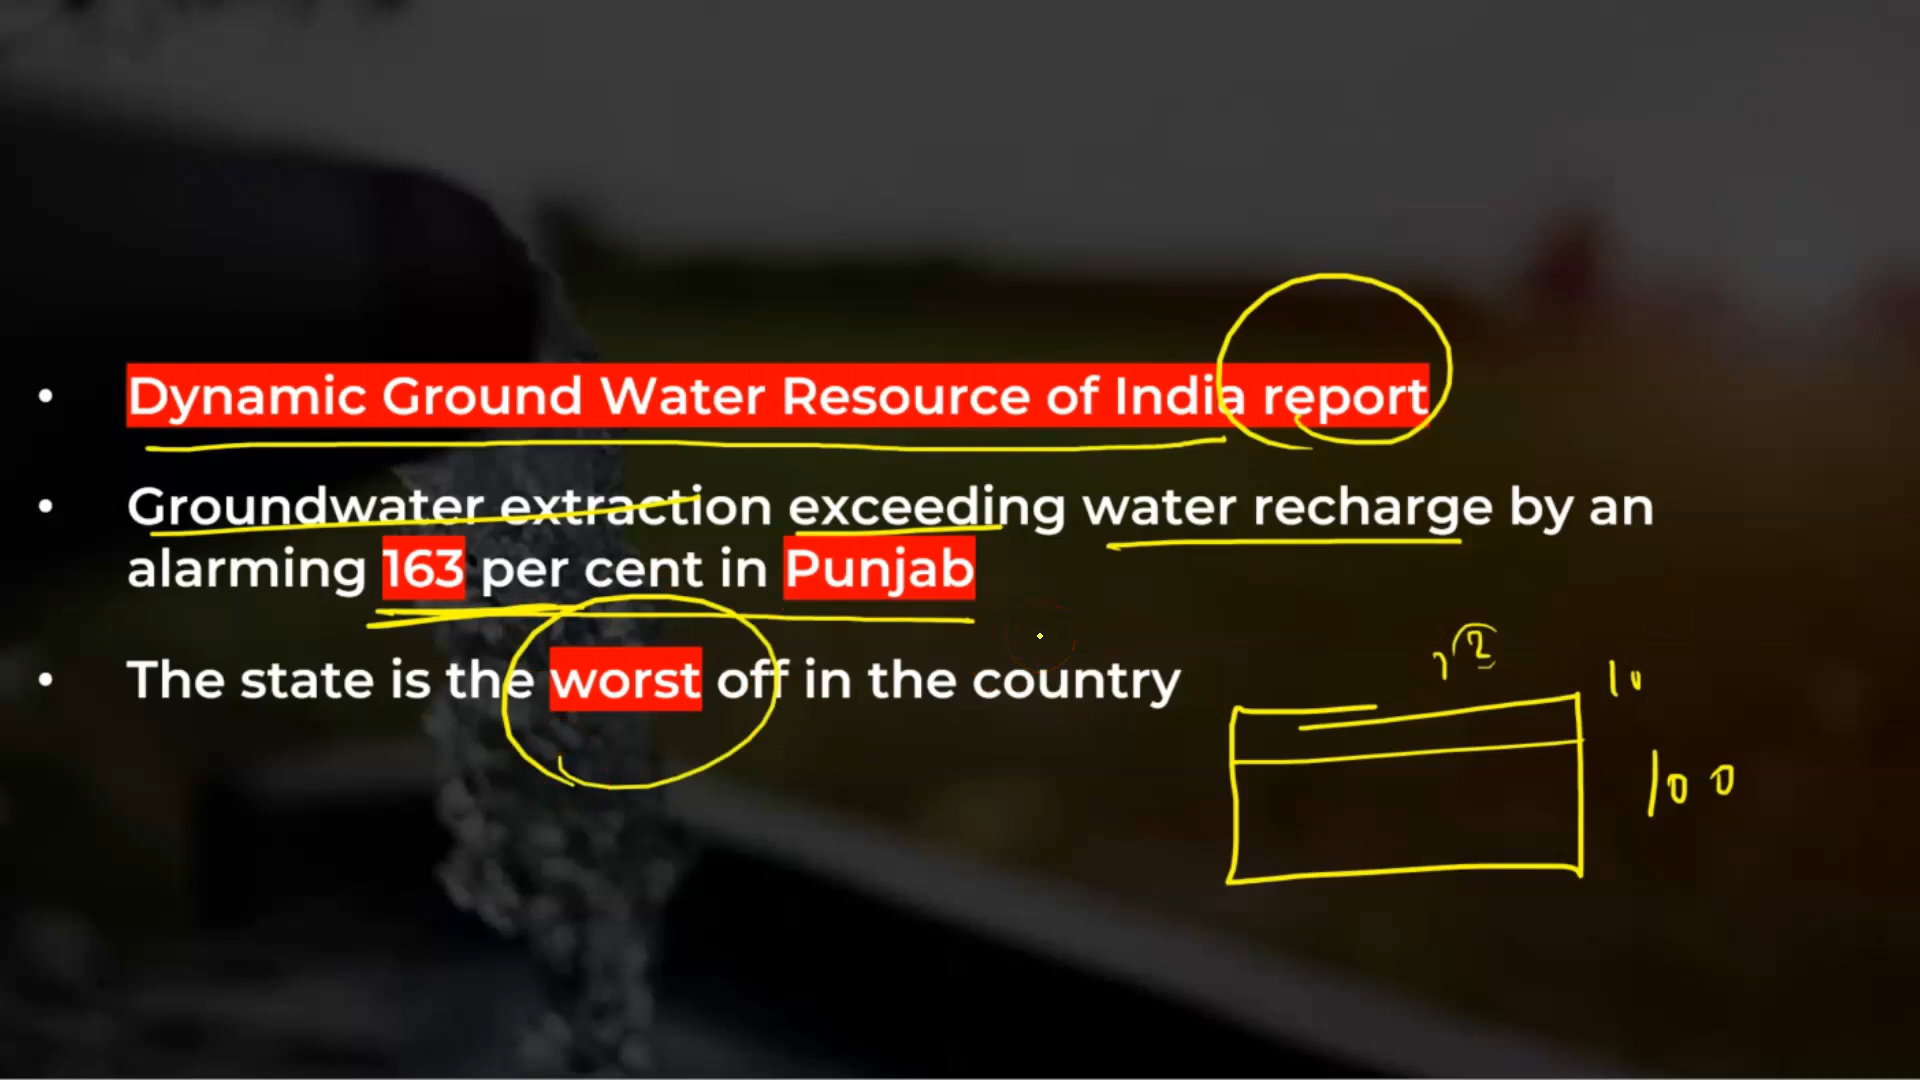 Dynamic Ground Water Resource of India report
Groundwater extraction exceeding water recharge by an
alarming 163 per cent in Punjab
The state is the worst off in the country
10
100